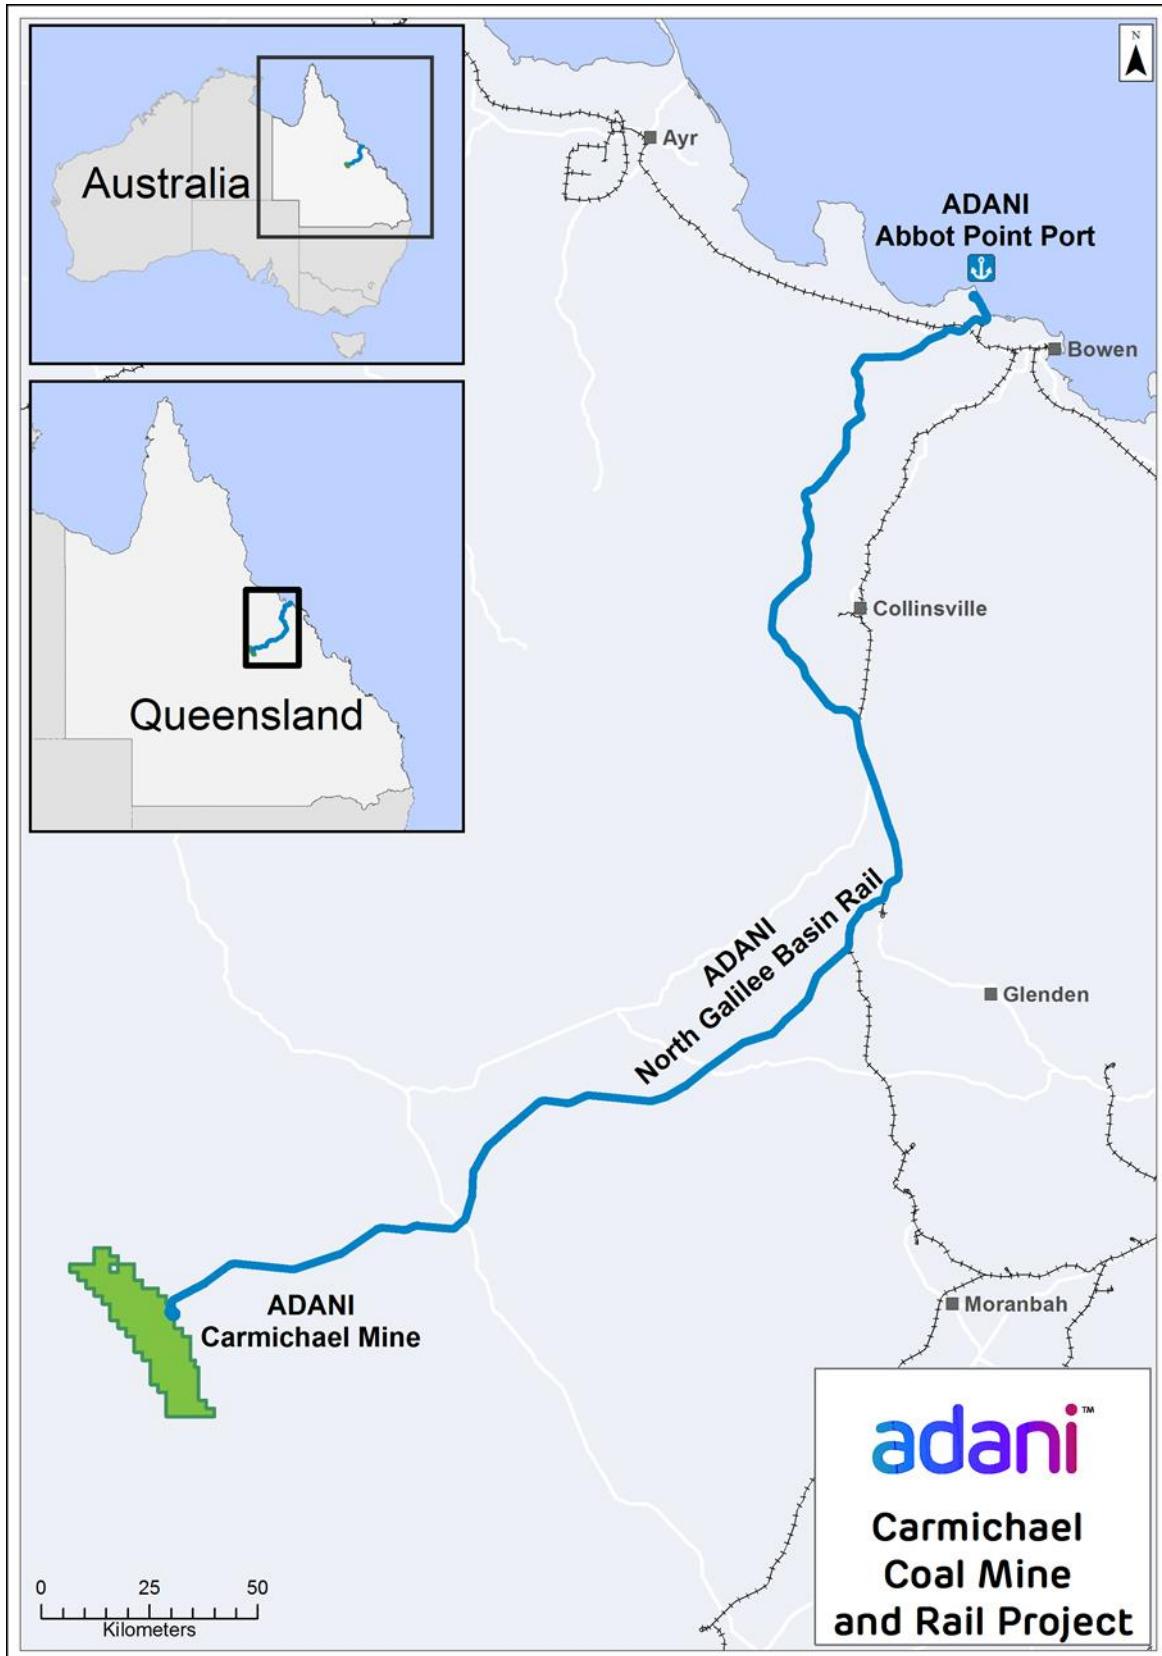 Australia
Queensland
N
Ayr
ADANI
Abbot Point Port
Bowen
Collinsville
ADANI
North Galilee Basin Rail
Glenden
ADANI
Carmichael Mine
Moranbah
0 25 50
Kilometers
adani™
Carmichael
Coal Mine
and Rail Project